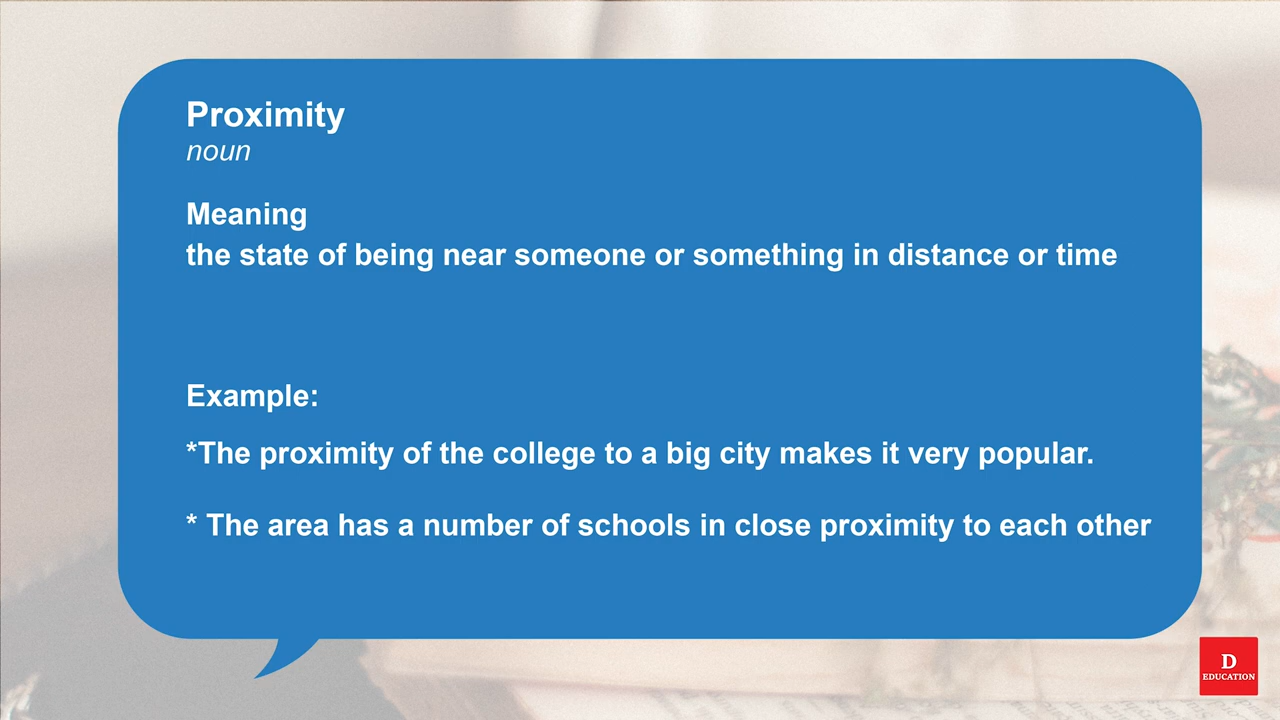 Proximity
noun
Meaning
the state of being near someone or something in distance or time
Example:
*The proximity of the college to a big city makes it very popular.
* The area has a number of schools in close proximity to each other
D
EDUCATION